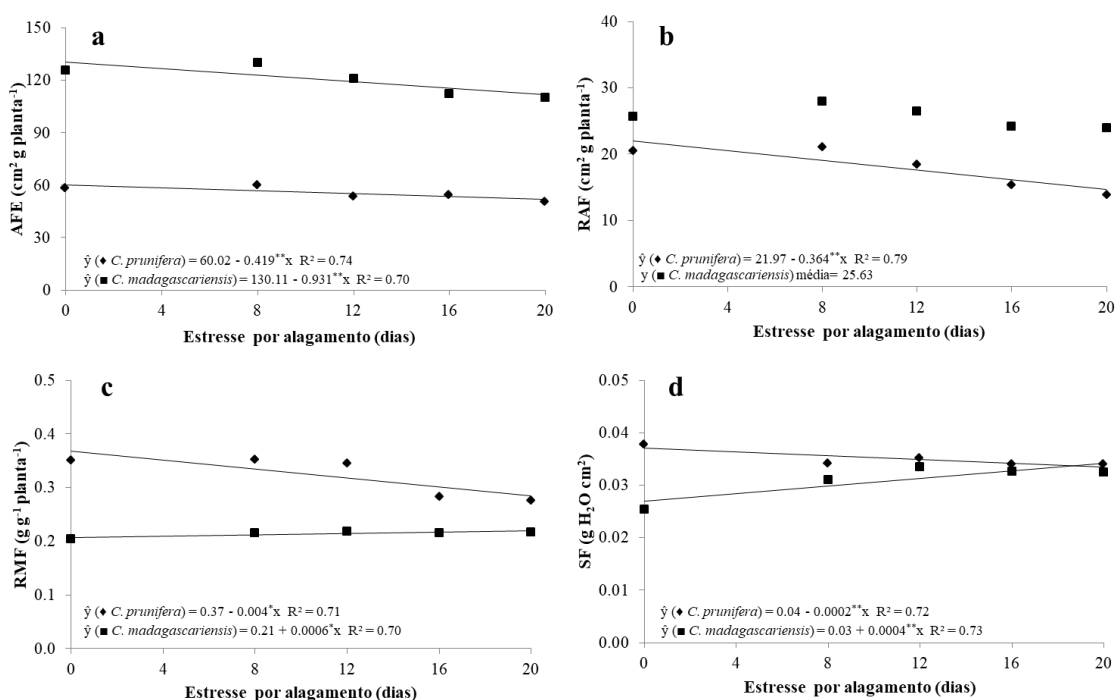 a
150
120
90
60
30
0
AFE (cm² g planta⁻¹)
ŷ (♦ C. prunifera) = 60.02 - 0.419**x R² = 0.74
ŷ (■ C. madagascariensis) = 130.11 - 0.931**x R² = 0.70
0 4 8 12 16 20
Estresse por alagamento (dias)
b
40
30
20
10
0
RAF (cm² g planta⁻¹)
ŷ (♦ C. prunifera) = 21.97 - 0.364**x R² = 0.79
y (■ C. madagascariensis) média= 25.63
0 4 8 12 16 20
Estresse por alagamento (dias)
c
0.5
0.4
0.3
0.2
0.1
0.0
RMF (g g⁻¹ planta⁻¹)
ŷ (♦ C. prunifera) = 0.37 - 0.004*x R² = 0.71
ŷ (■ C. madagascariensis) = 0.21 + 0.0006*x R² = 0.70
0 4 8 12 16 20
Estresse por alagamento (dias)
d
0.05
0.04
0.03
0.02
0.01
0.00
SF (g H₂O cm²)
ŷ (♦ C. prunifera) = 0.04 - 0.0002**x R² = 0.72
ŷ (■ C. madagascariensis) = 0.03 + 0.0004**x R² = 0.73
0 4 8 12 16 20
Estresse por alagamento (dias)